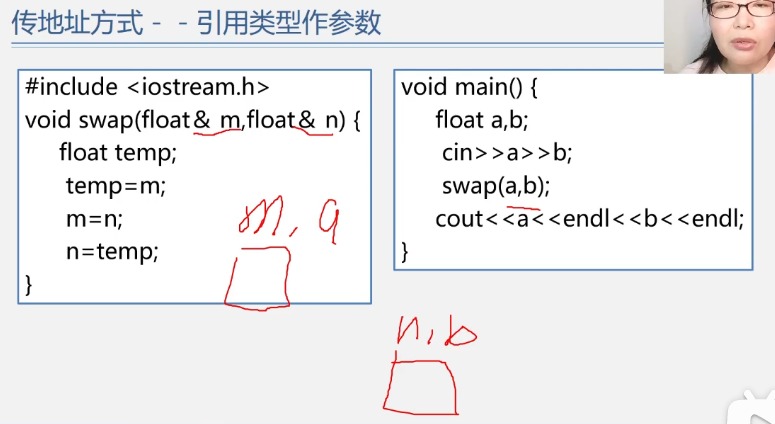 传地址方式－－引用类型作参数
#include <iostream.h>
void swap(float& m,float& n) {
float temp;
temp=m;
m=n;
n=temp;
}
void main() {
float a,b;
cin>>a>>b;
swap(a,b);
cout<<a<<endl<<b<<endl;
}
m, a
n, b